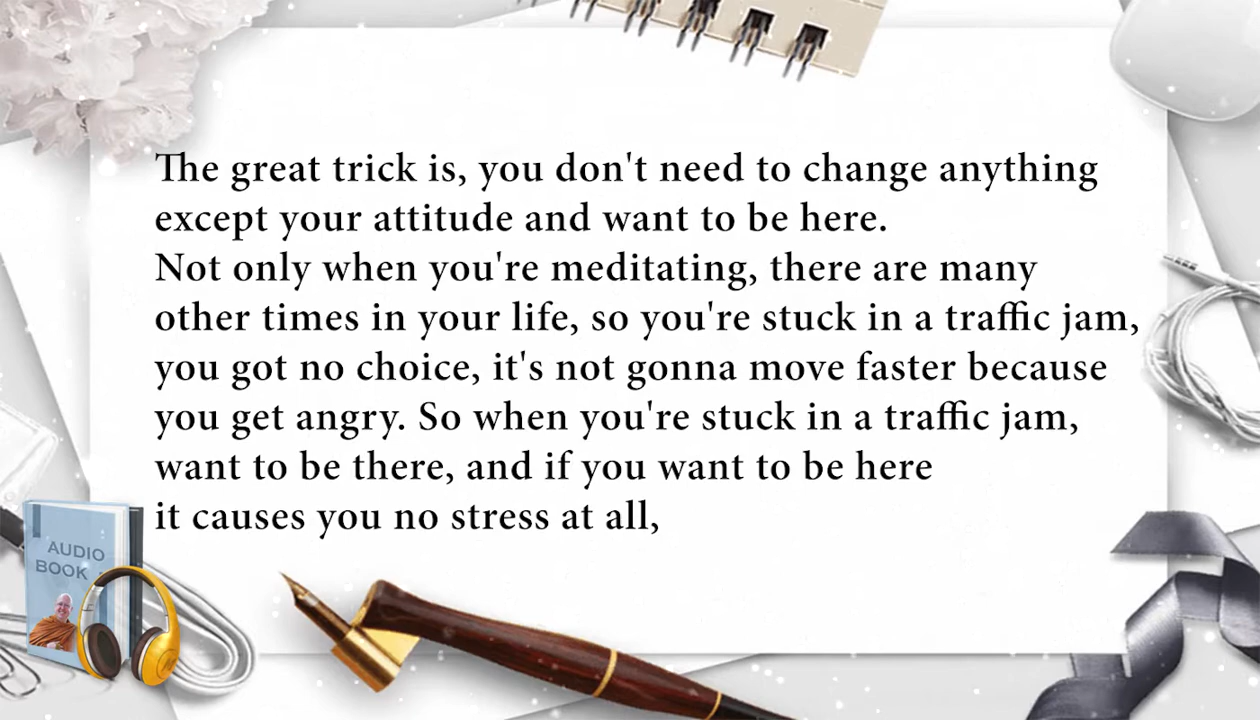 The great trick is, you don't need to change anything
except your attitude and want to be here.
Not only when you're meditating, there are many
other times in your life, so you're stuck in a traffic jam,
you got no choice, it's not gonna move faster because
you get angry. So when you're stuck in a traffic jam,
want to be there, and if you want to be here
it causes you no stress at all,
AUDIO
BOOK